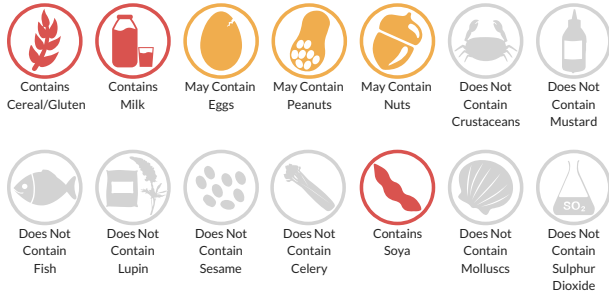 Contains
Cereal/Gluten
Contains
Milk
May Contain
Eggs
May Contain
Peanuts
May Contain
Nuts
Does Not
Contain
Crustaceans
Does Not
Contain
Mustard
Does Not
Contain
Fish
Does Not
Contain
Lupin
Does Not
Contain
Sesame
Does Not
Contain
Celery
Contains
Soya
Does Not
Contain
Molluscs
SO₂
Does Not
Contain
Sulphur
Dioxide